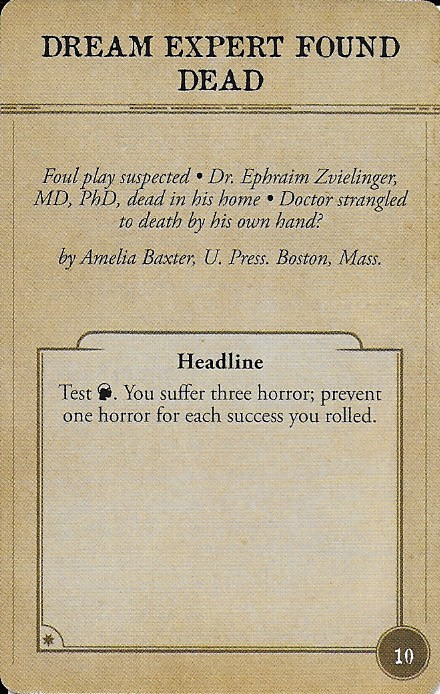 DREAM EXPERT FOUND
DEAD
Foul play suspected • Dr. Ephraim Zvielinger,
MD, PhD, dead in his home • Doctor strangled
to death by his own hand?
by Amelia Baxter, U. Press. Boston, Mass.
Headline
Test . You suffer three horror; prevent
one horror for each success you rolled.
10